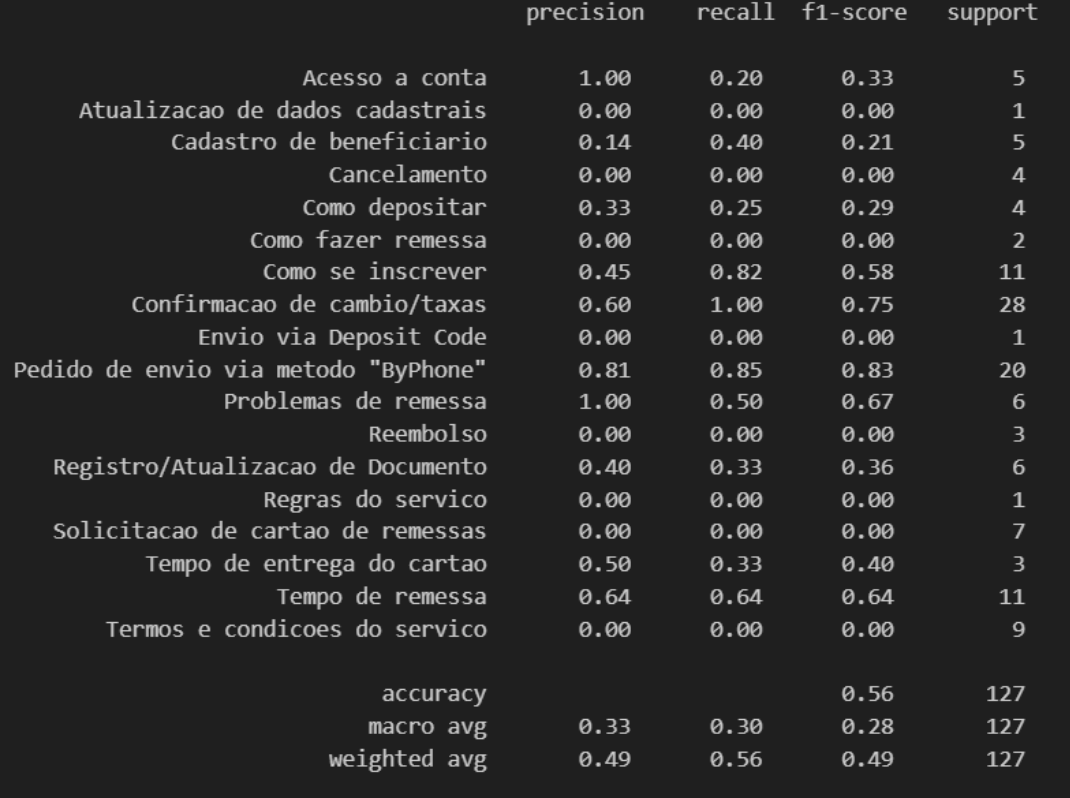 precision recall f1-score support
Acesso a conta 1.00 0.20 0.33 5
Atualizacao de dados cadastrais 0.00 0.00 0.00 1
Cadastro de beneficiario 0.14 0.40 0.21 5
Cancelamento 0.00 0.00 0.00 4
Como depositar 0.33 0.25 0.29 4
Como fazer remessa 0.00 0.00 0.00 2
Como se inscrever 0.45 0.82 0.58 11
Confirmacao de cambio/taxas 0.60 1.00 0.75 28
Envio via Deposit Code 0.00 0.00 0.00 1
Pedido de envio via metodo "ByPhone" 0.81 0.85 0.83 20
Problemas de remessa 1.00 0.50 0.67 6
Reembolso 0.00 0.00 0.00 3
Registro/Atualizacao de Documento 0.40 0.33 0.36 6
Regras do servico 0.00 0.00 0.00 1
Solicitacao de cartao de remessas 0.00 0.00 0.00 7
Tempo de entrega do cartao 0.50 0.33 0.40 3
Tempo de remessa 0.64 0.64 0.64 11
Termos e condicoes do servico 0.00 0.00 0.00 9
accuracy 0.56 127
macro avg 0.33 0.30 0.28 127
weighted avg 0.49 0.56 0.49 127